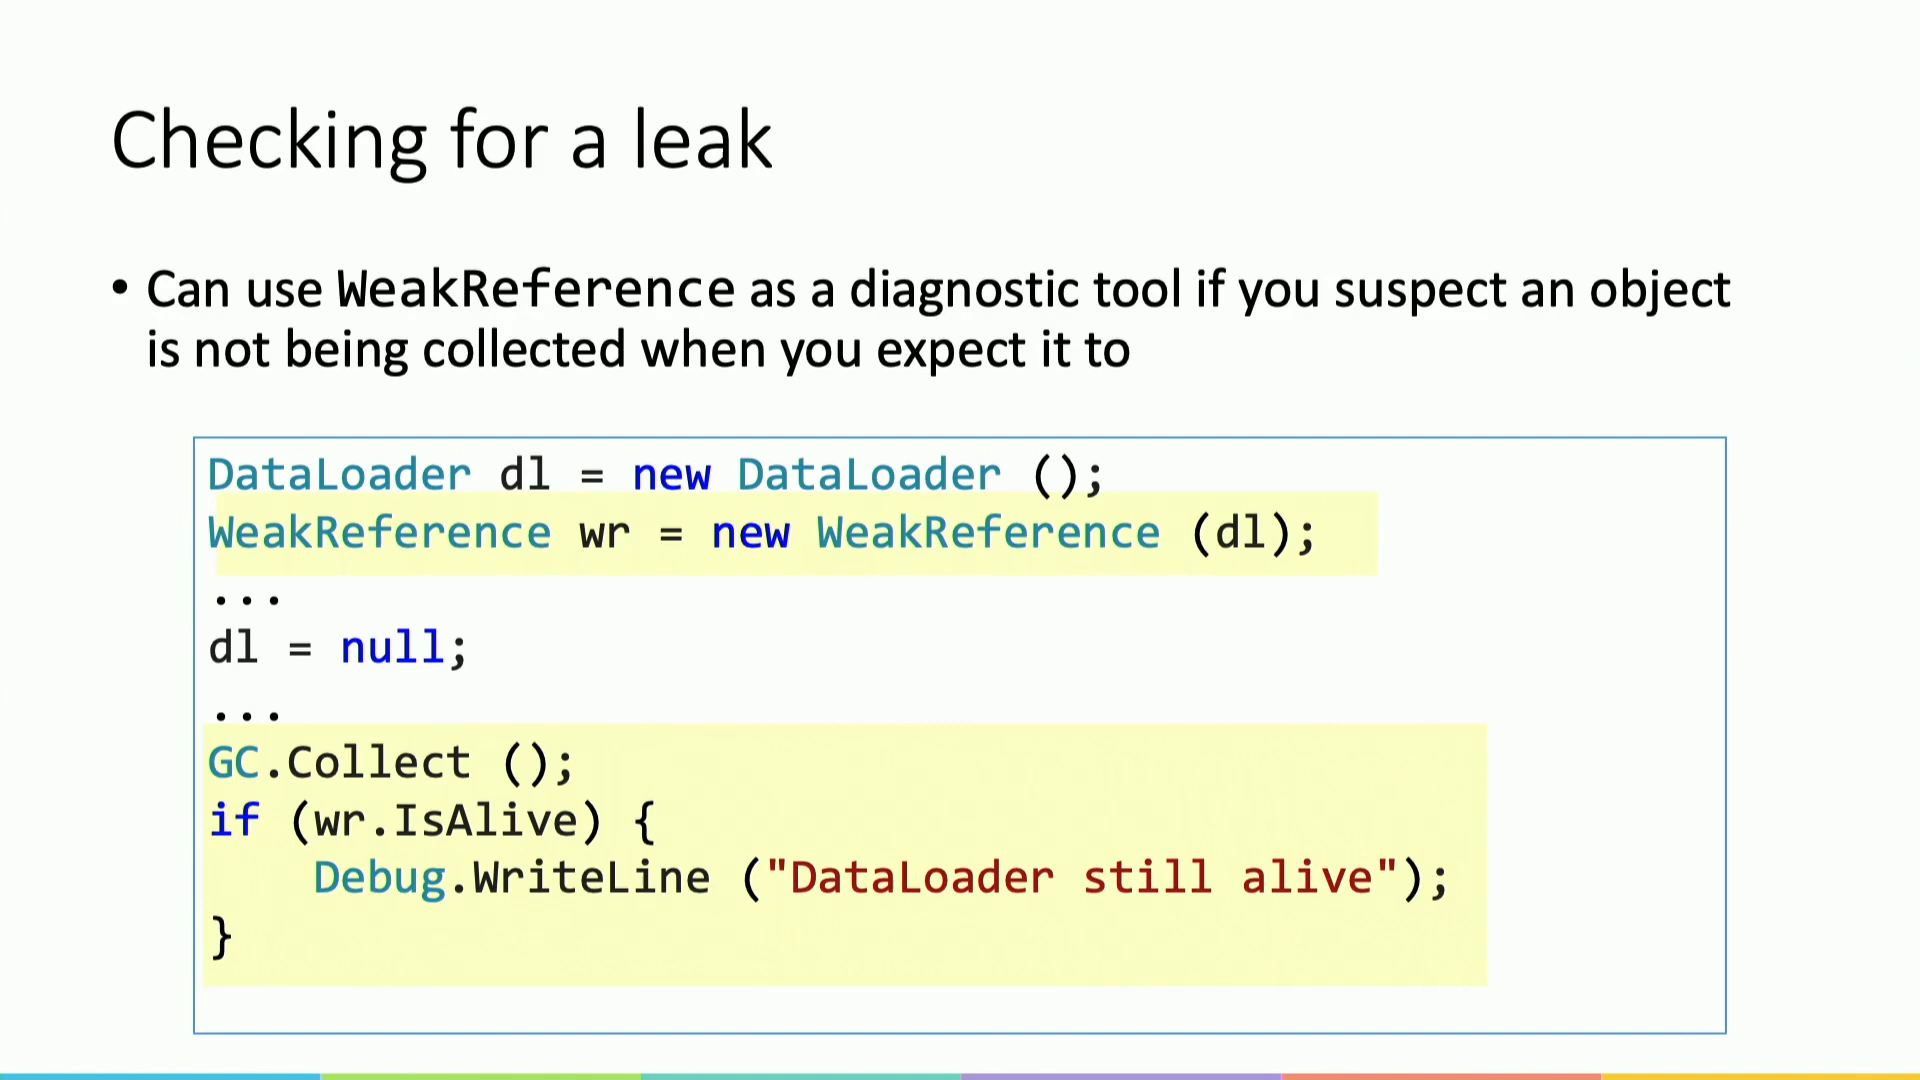 Checking for a leak
• Can use WeakReference as a diagnostic tool if you suspect an object
is not being collected when you expect it to
DataLoader dl = new DataLoader ();
WeakReference wr = new WeakReference (dl);
...
dl = null;
...
GC.Collect ();
if (wr.IsAlive) {
    Debug.WriteLine ("DataLoader still alive");
}